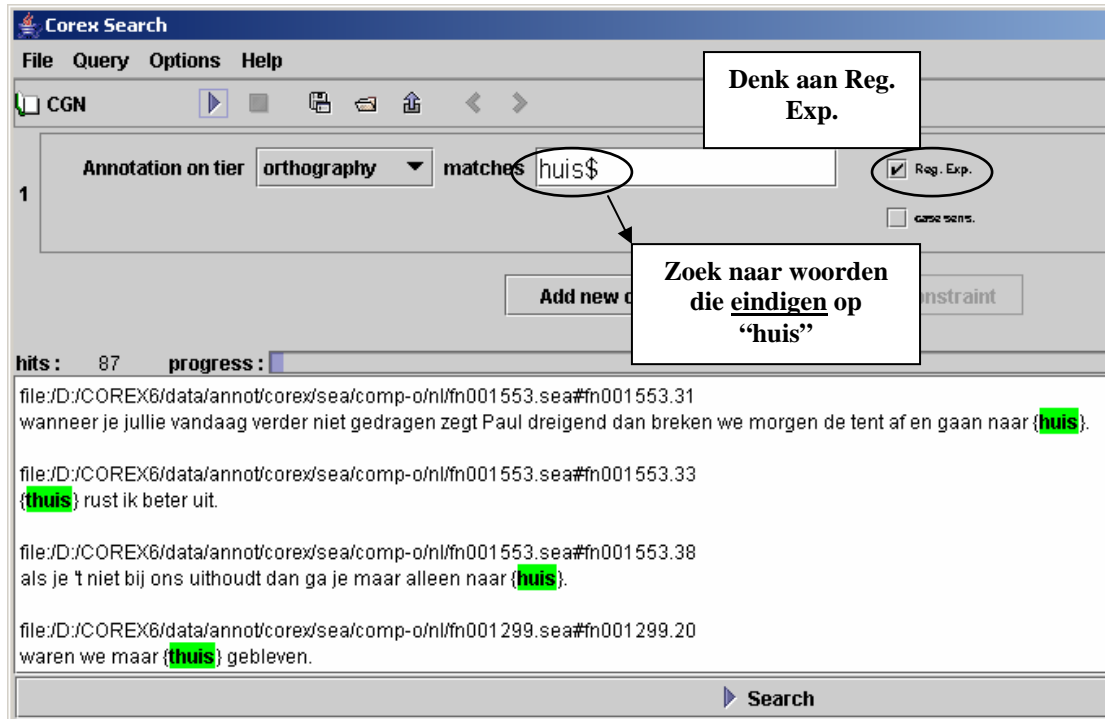 Corex Search
File Query Options Help
CGN
Denk aan Reg.
Exp.
1
Annotation on tier orthography matches huis$
Reg. Exp.
case sens.
Zoek naar woorden
die eindigen op
“huis”
Add new
hits : 87 progress :
file:/D:/COREX6/data/annot/corex/sea/comp-o/nl/fn001553.sea#fn001553.31
wanneer je jullie vandaag verder niet gedragen zegt Paul dreigend dan breken we morgen de tent af en gaan naar {huis}.
file:/D:/COREX6/data/annot/corex/sea/comp-o/nl/fn001553.sea#fn001553.33
{thuis} rust ik beter uit.
file:/D:/COREX6/data/annot/corex/sea/comp-o/nl/fn001553.sea#fn001553.38
als je 't niet bij ons uithoudt dan ga je maar alleen naar {huis}.
file:/D:/COREX6/data/annot/corex/sea/comp-o/nl/fn001299.sea#fn001299.20
waren we maar {thuis} gebleven.
Search